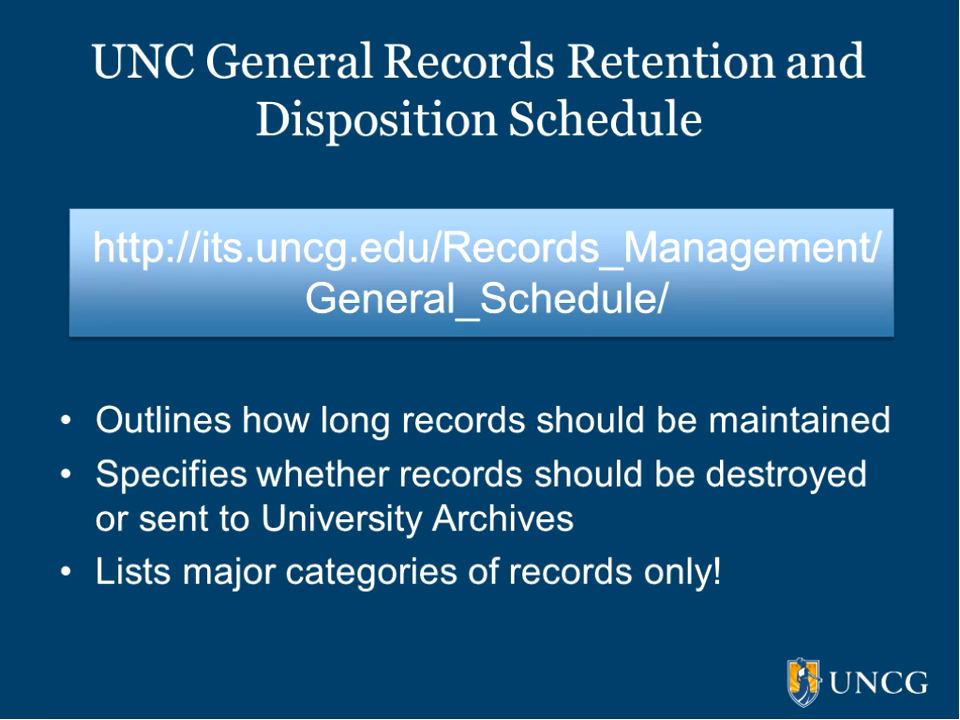 UNC General Records Retention and
Disposition Schedule
http://its.uncg.edu/Records_Management/
General_Schedule/
• Outlines how long records should be maintained
• Specifies whether records should be destroyed
or sent to University Archives
• Lists major categories of records only!
UNCG